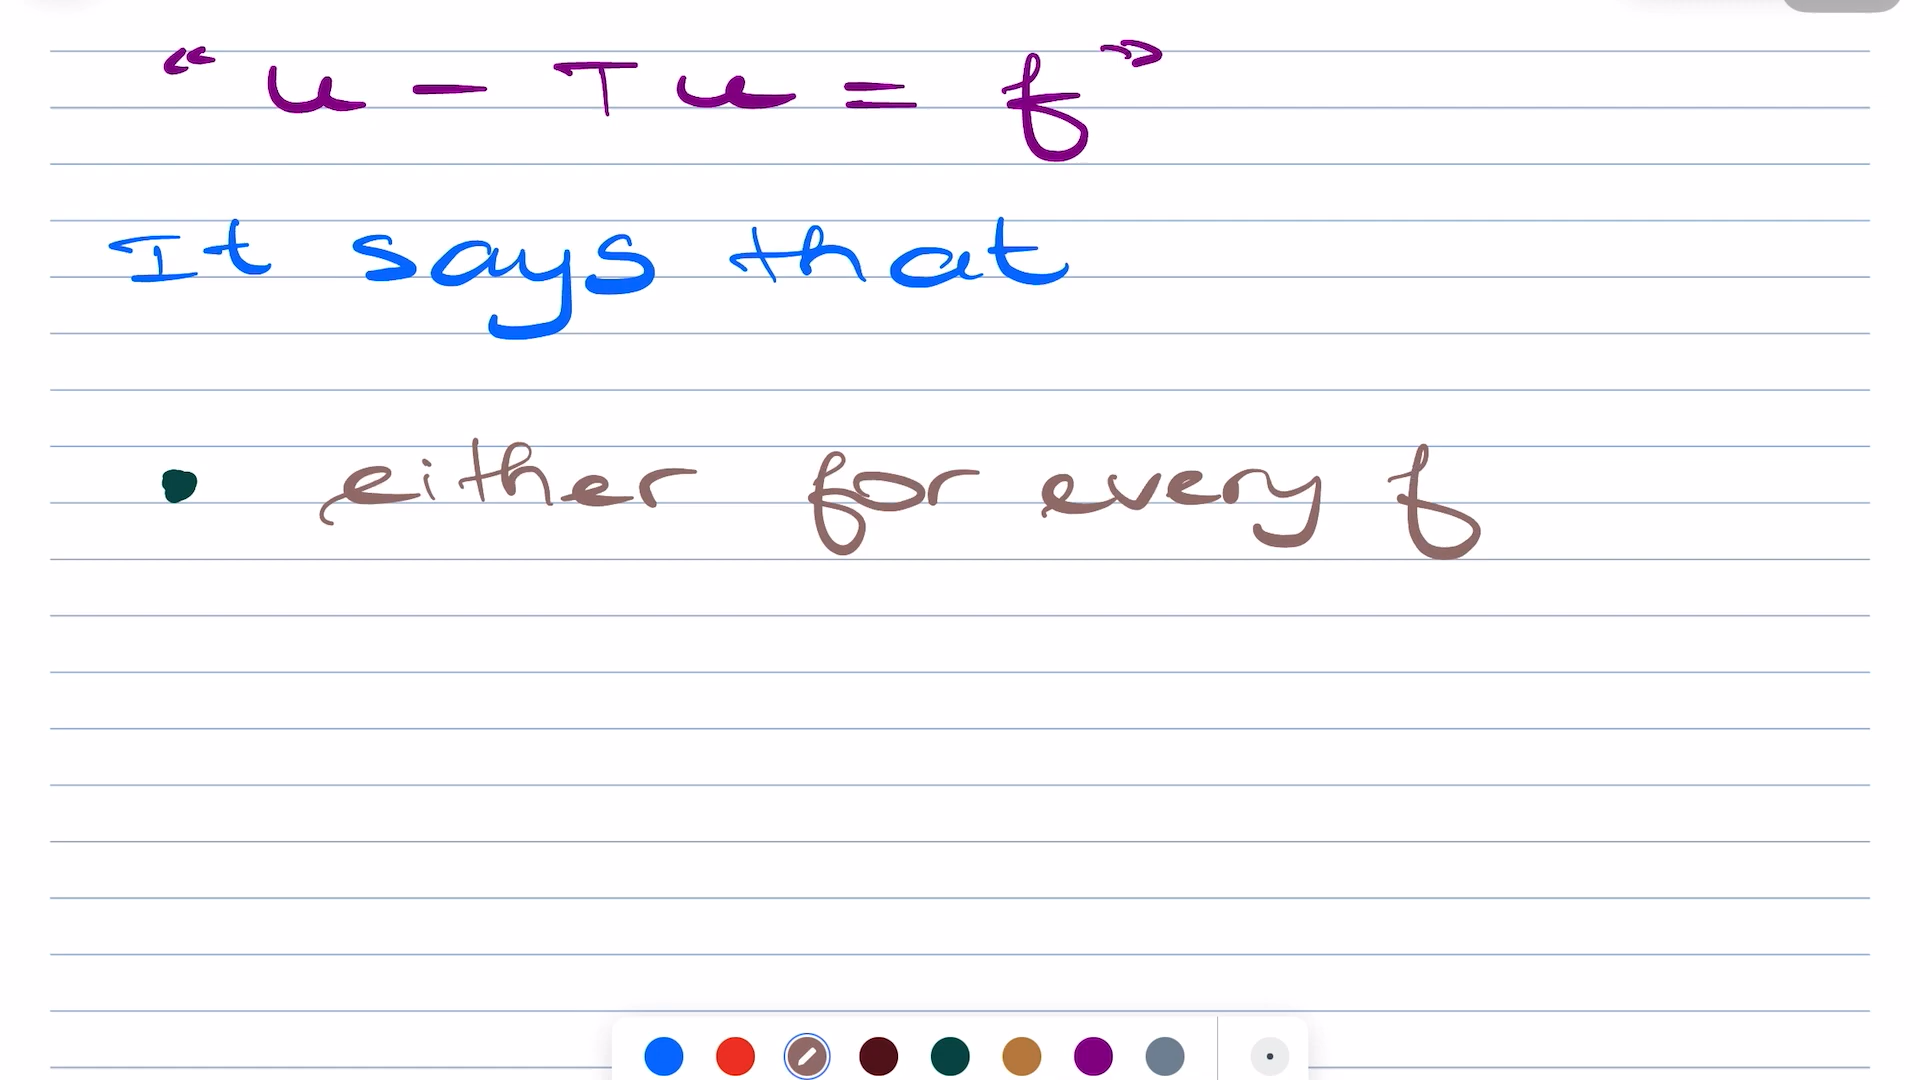 “ u - Tu = f ”
It says that
• either for every f